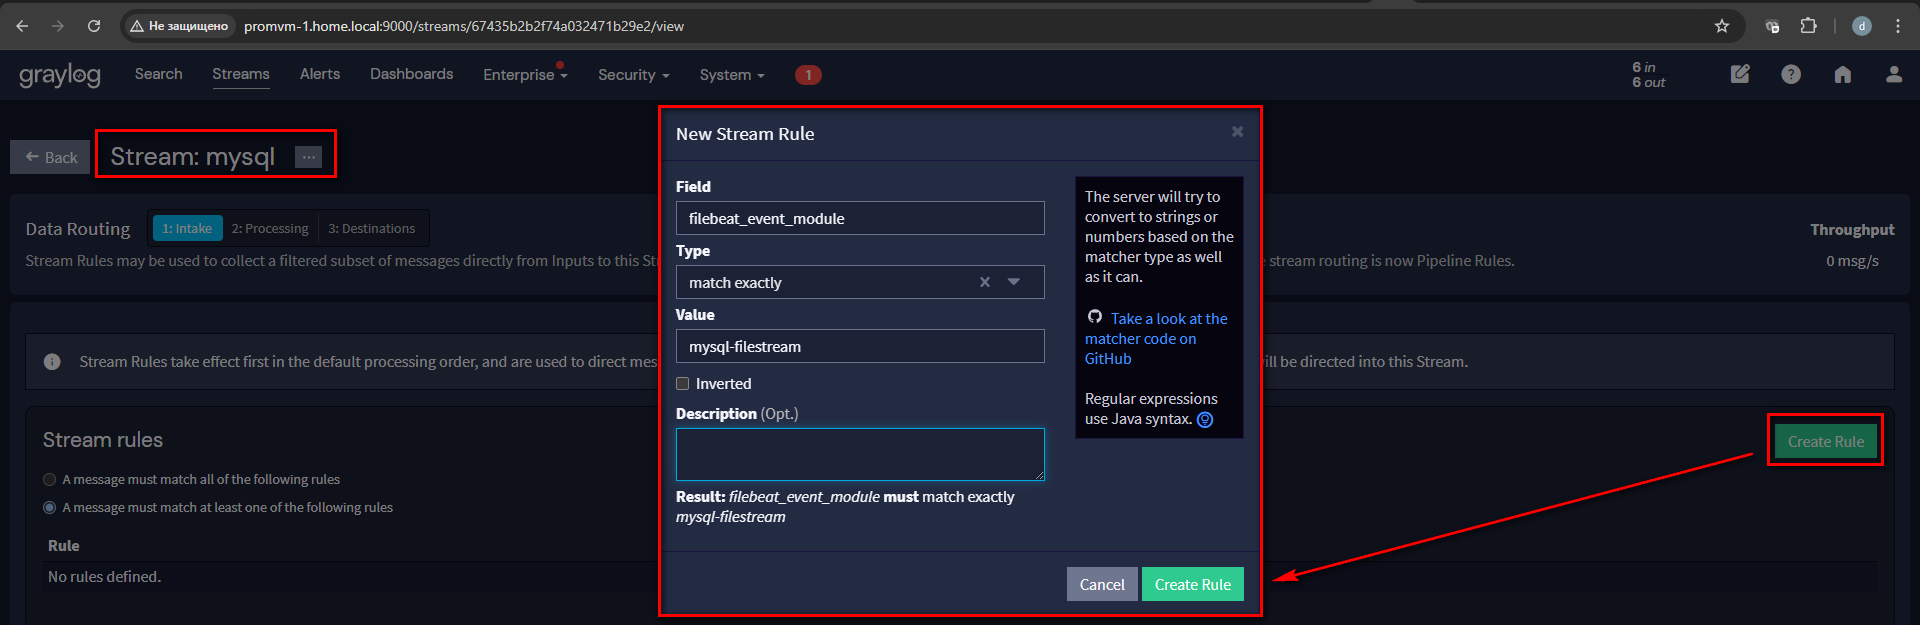 Не защищено
promvm-1.home.local:9000/streams/67435b2b2f74a032471b29e2/view
d
graylog
Search
Streams
Alerts
Dashboards
Enterprise
Security
System
1
6 in
6 out
Back
Stream: mysql
...
Data Routing
1: Intake
2: Processing
3: Destinations
Throughput
Stream Rules may be used to collect a filtered subset of messages directly from Inputs to this
stream routing is now Pipeline Rules.
0 msg/s
Stream Rules take effect first in the default processing order, and are used to direct
be directed into this Stream.
Stream rules
Create Rule
A message must match all of the following rules
A message must match at least one of the following rules
Rule
No rules defined.
New Stream Rule
Field
filebeat_event_module
Type
match exactly
Value
mysql-filestream
Inverted
Description (Opt.)
Result: filebeat_event_module must match exactly
mysql-filestream
The server will try to
convert to strings or
numbers based on the
matcher type as well
as it can.
Take a look at the
matcher code on
GitHub
Regular expressions
use Java syntax.
Cancel
Create Rule